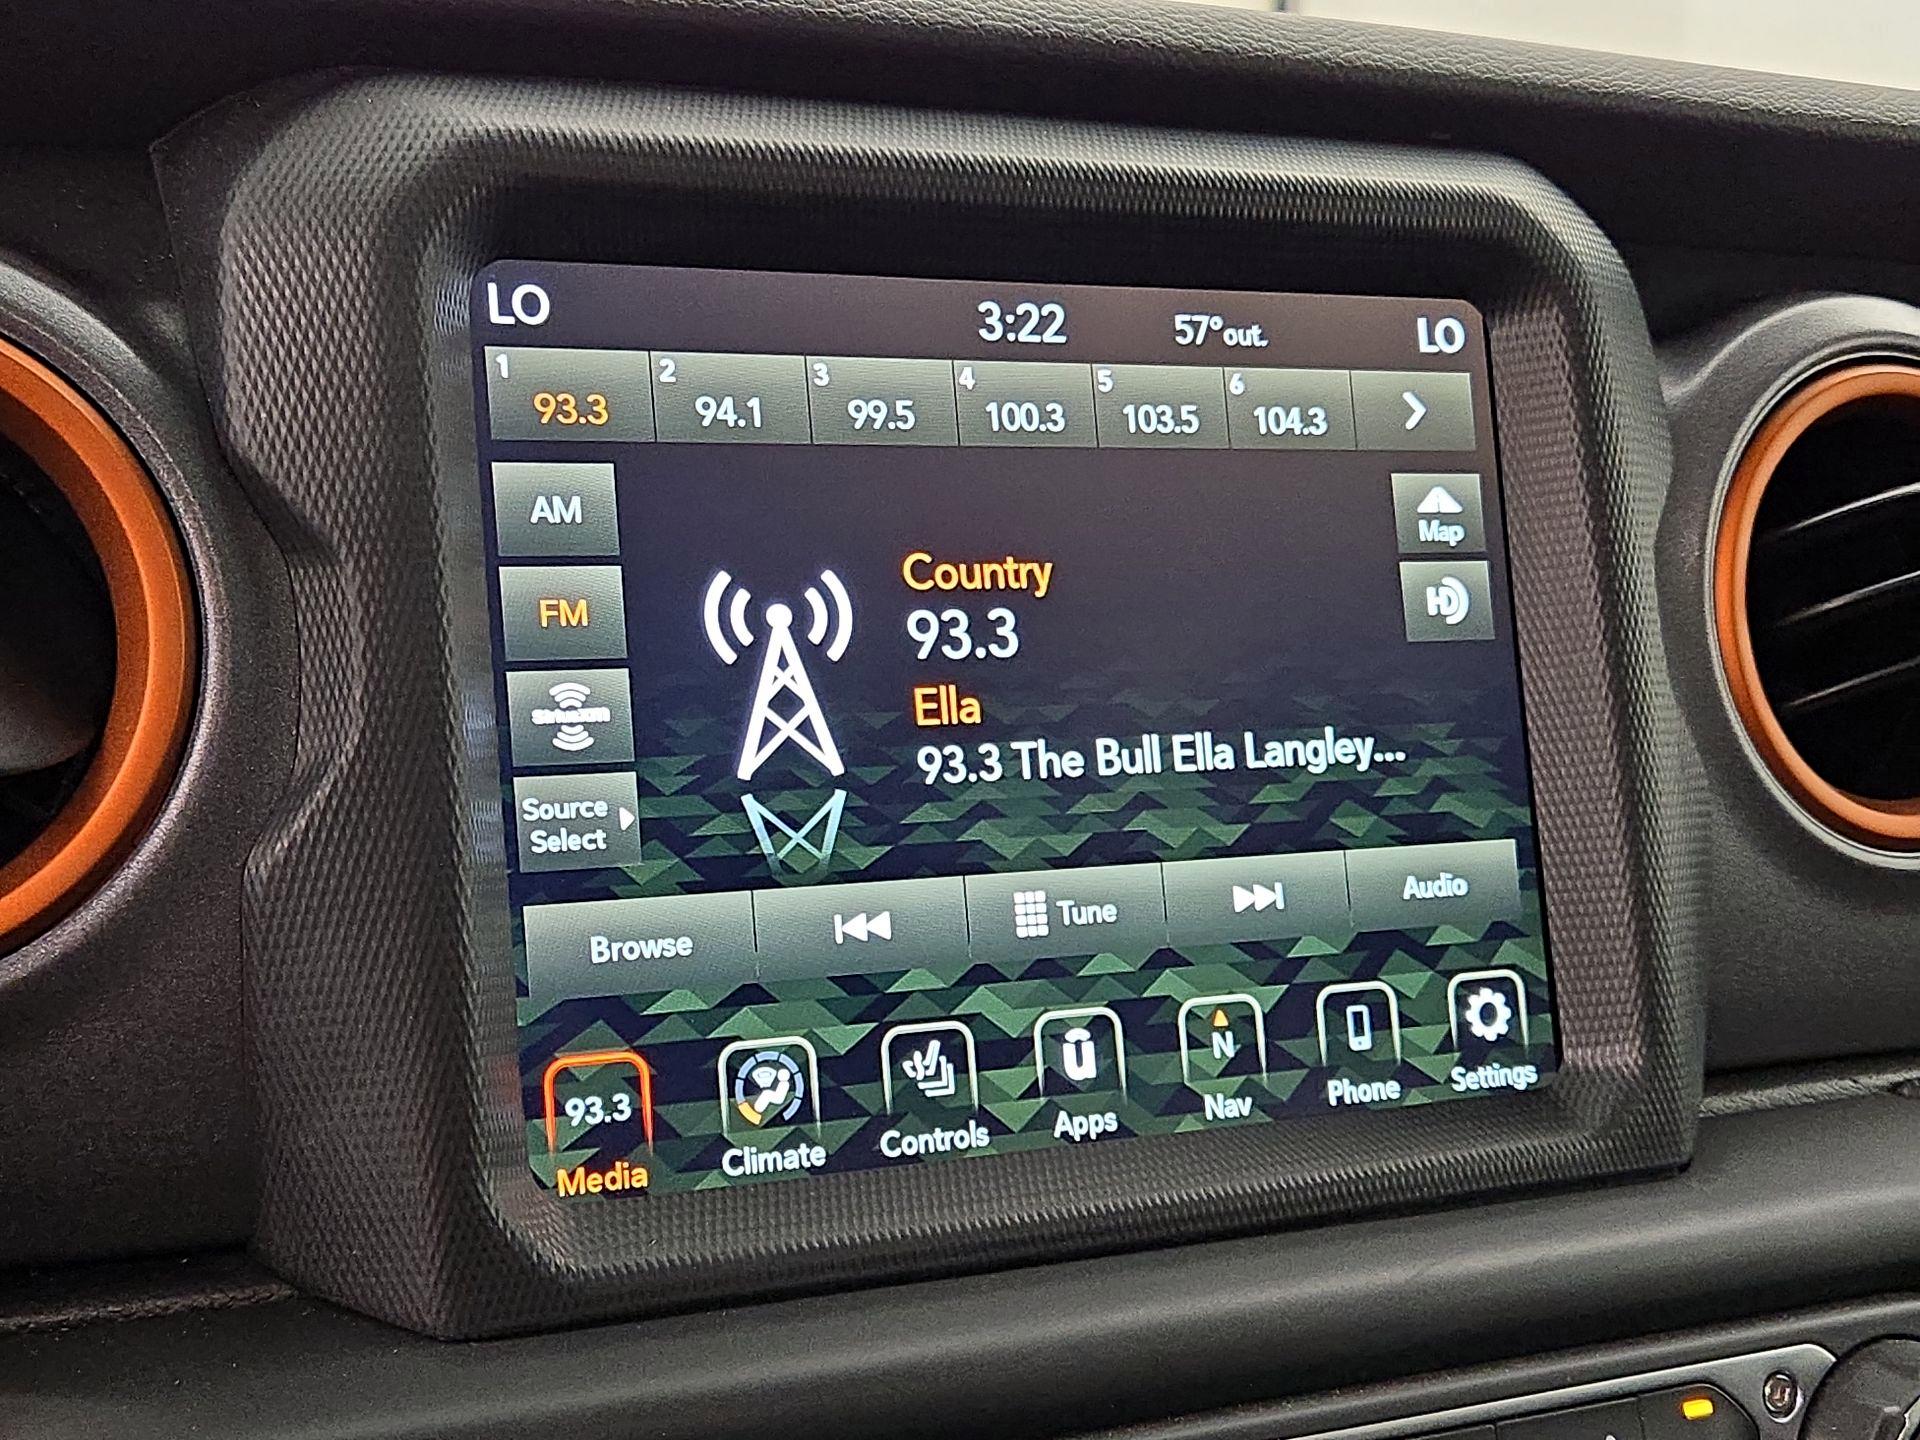 LO 3:22 57°out. LO
1 93.3 2 94.1 3 99.5 4 100.3 5 103.5 6 104.3
AM
FM
SiriusXM
Source
Select
Map
HD
Country
93.3
Ella
93.3 The Bull Ella Langley...
Browse Tune Audio
93.3 N
Media Climate Controls Apps Nav Phone Settings